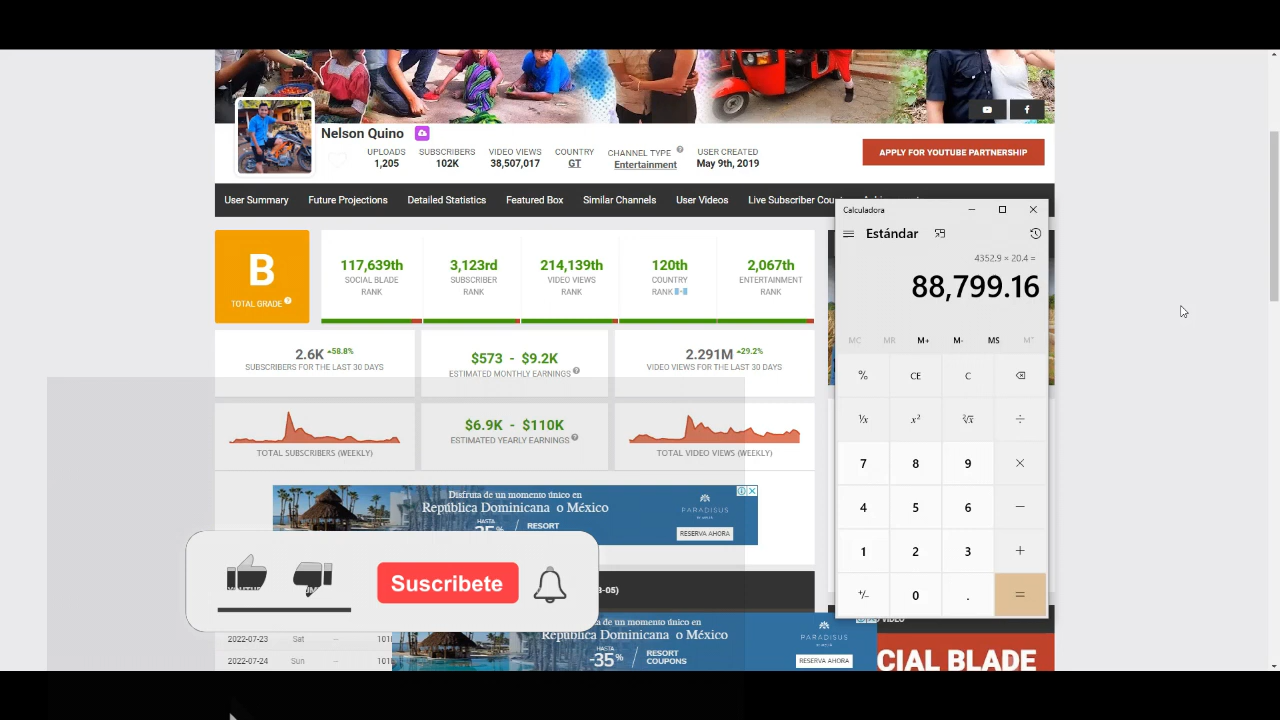 Nelson Quino
UPLOADS
1,205
SUBSCRIBERS
102K
VIDEO VIEWS
38,507,017
COUNTRY
GT
CHANNEL TYPE
Entertainment
USER CREATED
May 9th, 2019
APPLY FOR YOUTUBE PARTNERSHIP
User Summary Future Projections Detailed Statistics Featured Box Similar Channels User Videos Live Subscriber
B
TOTAL GRADE
117,639th
SOCIAL BLADE
RANK
3,123rd
SUBSCRIBER
RANK
214,139th
VIDEO VIEWS
RANK
120th
COUNTRY
RANK
2,067th
ENTERTAINMENT
RANK
2.6K 58.8%
SUBSCRIBERS FOR THE LAST 30 DAYS
$573 - $9.2K
ESTIMATED MONTHLY EARNINGS
2.291M 29.2%
VIDEO VIEWS FOR THE LAST 30 DAYS
TOTAL SUBSCRIBERS (WEEKLY)
$6.9K - $110K
ESTIMATED YEARLY EARNINGS
TOTAL VIDEO VIEWS (WEEKLY)
Disfruta de un momento único en
República Dominicana o México
HASTA
RESORT
PARADISUS
RESERVA AHORA
Suscribete
2022-07-23 Sat --
2022-07-24 Sun --
República Dominicana o México
HASTA
-35%
RESORT
COUPONS
PARADISUS
RESERVA AHORA
CIAL BLADE
Calculadora
Estándar
4352.9 × 20.4 =
88,799.16
MC MR M+ M- MS M˅
% CE C
¹/x x² ²√x ÷
7 8 9 ×
4 5 6 −
1 2 3 +
+/− 0 . =